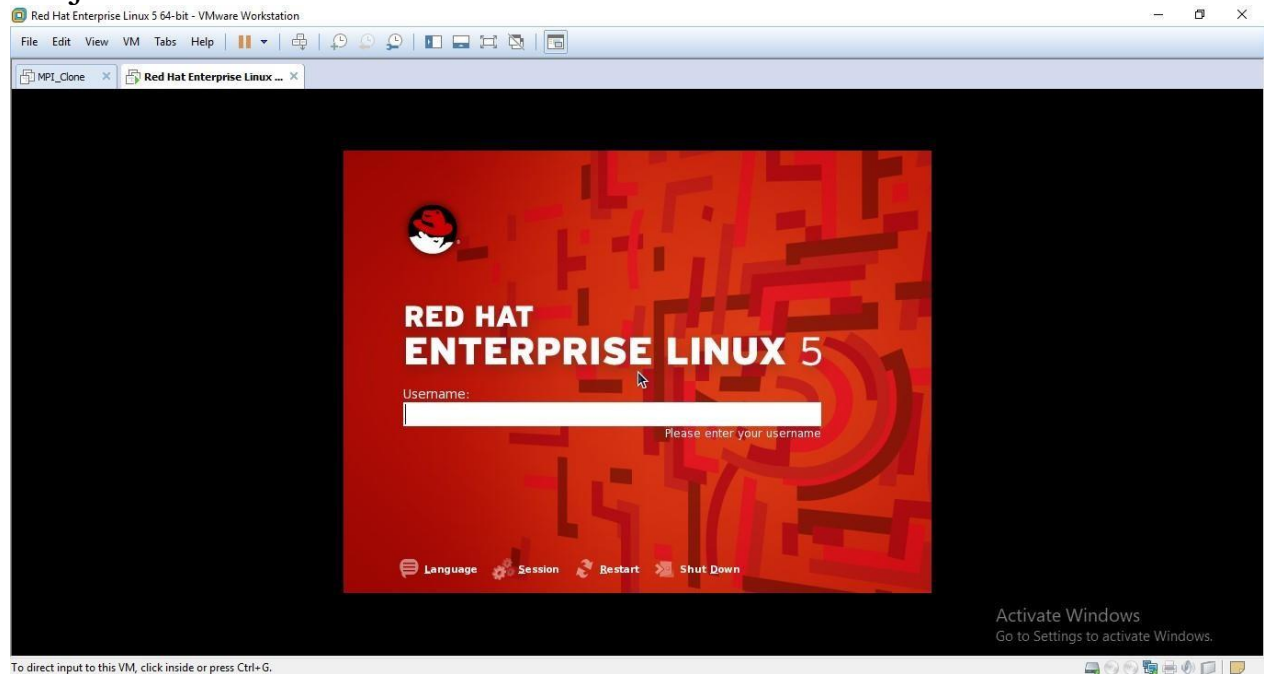 Red Hat Enterprise Linux 5 64-bit - VMware Workstation
File Edit View VM Tabs Help
MPI_Clone Red Hat Enterprise Linux ...
RED HAT
ENTERPRISE LINUX 5
Username:
Please enter your username
Language Session Restart Shut Down
Activate Windows
Go to Settings to activate Windows.
To direct input to this VM, click inside or press Ctrl+G.